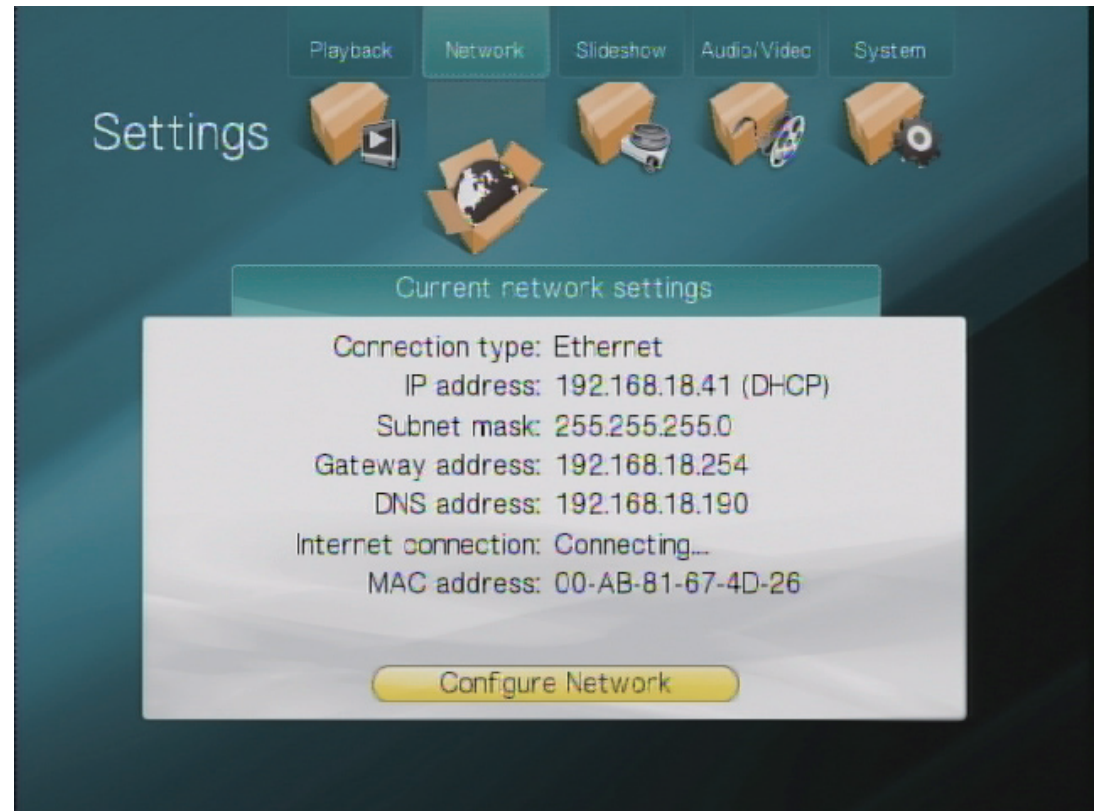 Playback Network Slideshow Audio/Video System
Settings
Current network settings
Connection type: Ethernet
IP address: 192.168.18.41 (DHCP)
Subnet mask: 255.255.255.0
Gateway address: 192.168.18.254
DNS address: 192.168.18.190
Internet connection: Connecting...
MAC address: 00-AB-81-67-4D-26
Configure Network